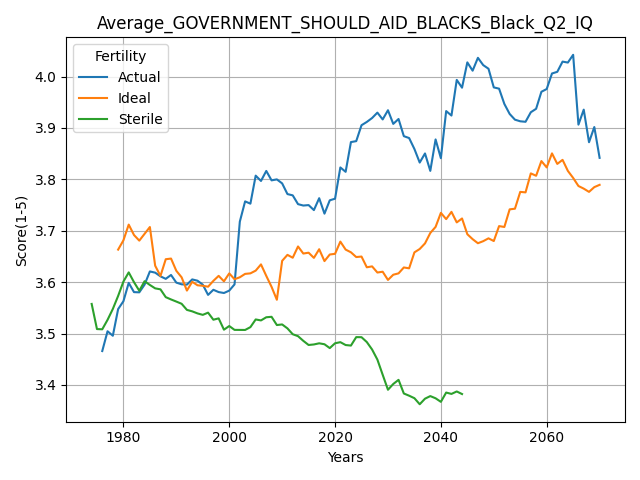 Average_GOVERNMENT_SHOULD_AID_BLACKS_Black_Q2_IQ
Fertility
Actual
Ideal
Sterile
4.0
3.9
3.8
3.7
3.6
3.5
3.4
Score(1-5)
1980 2000 2020 2040 2060
Years